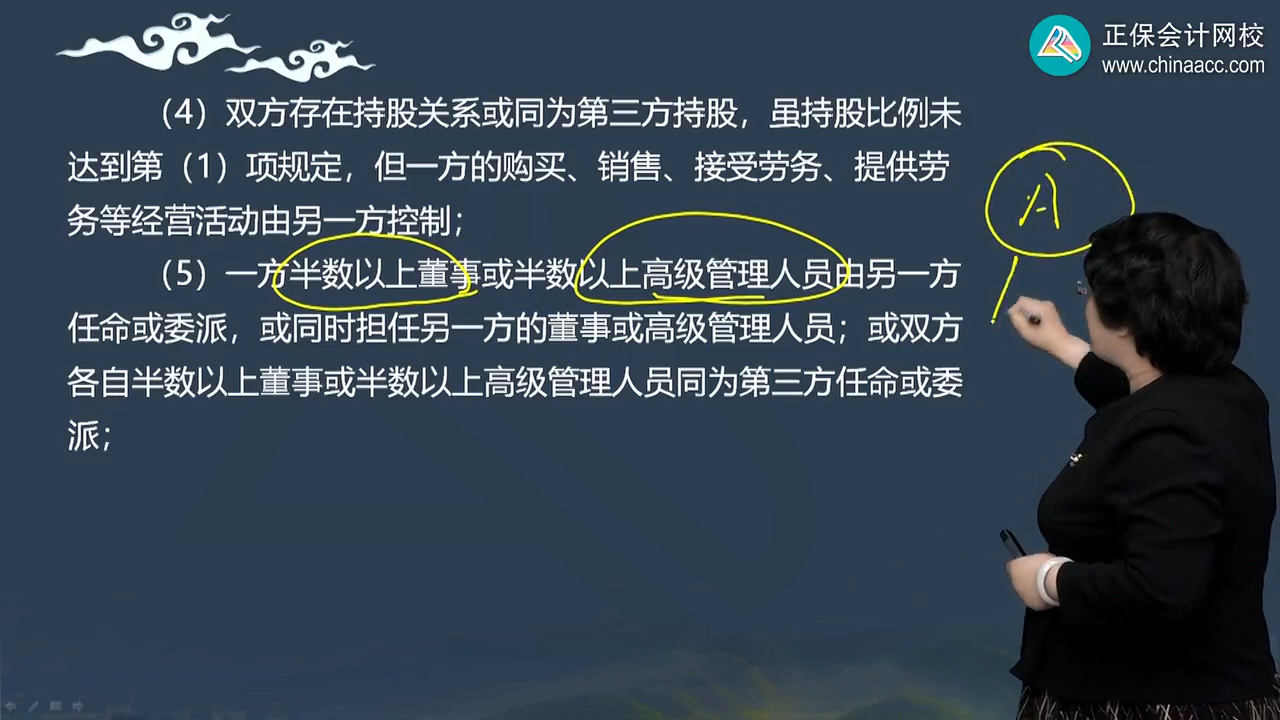 正保会计网校
www.chinaacc.com
（4）双方存在持股关系或同为第三方持股，虽持股比例未
达到第（1）项规定，但一方的购买、销售、接受劳务、提供劳
务等经营活动由另一方控制；
（5）一方半数以上董事或半数以上高级管理人员由另一方
任命或委派，或同时担任另一方的董事或高级管理人员；或双方
各自半数以上董事或半数以上高级管理人员同为第三方任命或委
派；
A